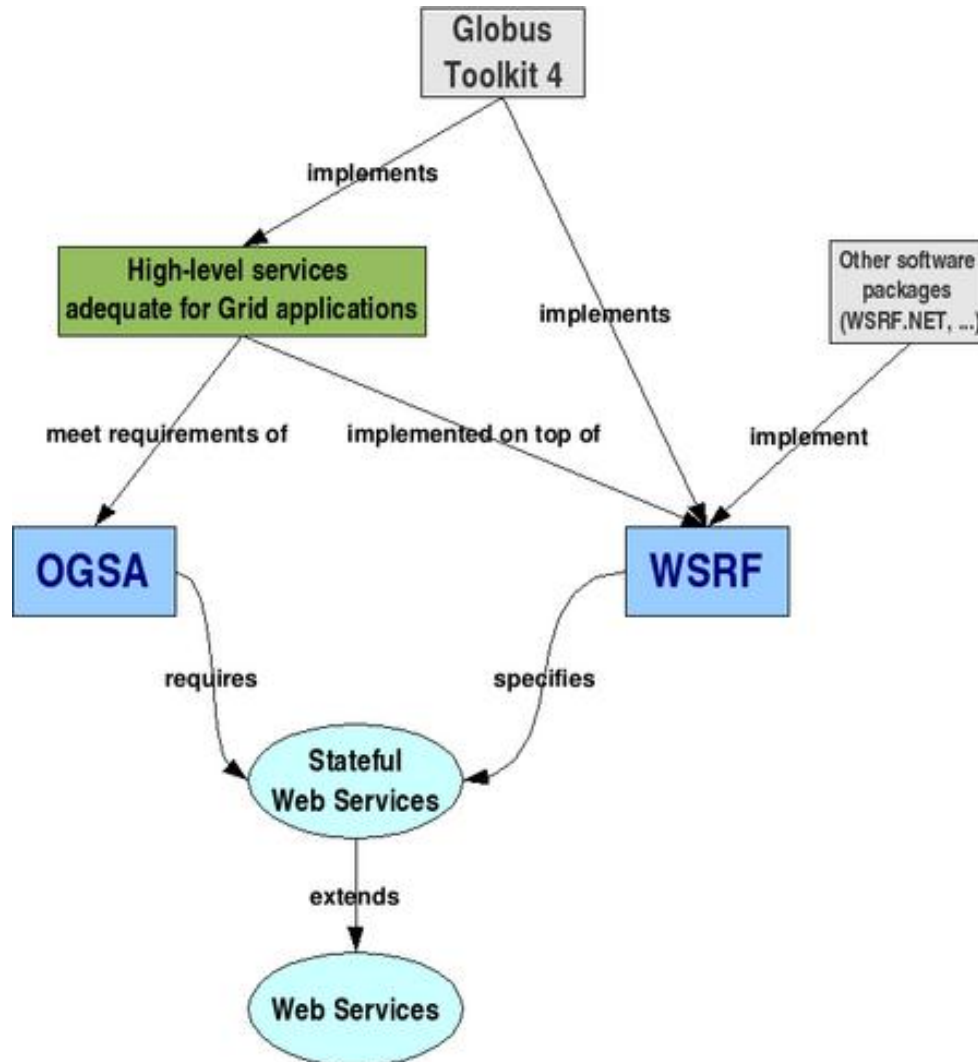 Globus
Toolkit 4
implements
High-level services
adequate for Grid applications
Other software
packages
(WSRF.NET, ...)
implements
meet requirements of
implemented on top of
implement
OGSA
WSRF
requires
specifies
Stateful
Web Services
extends
Web Services